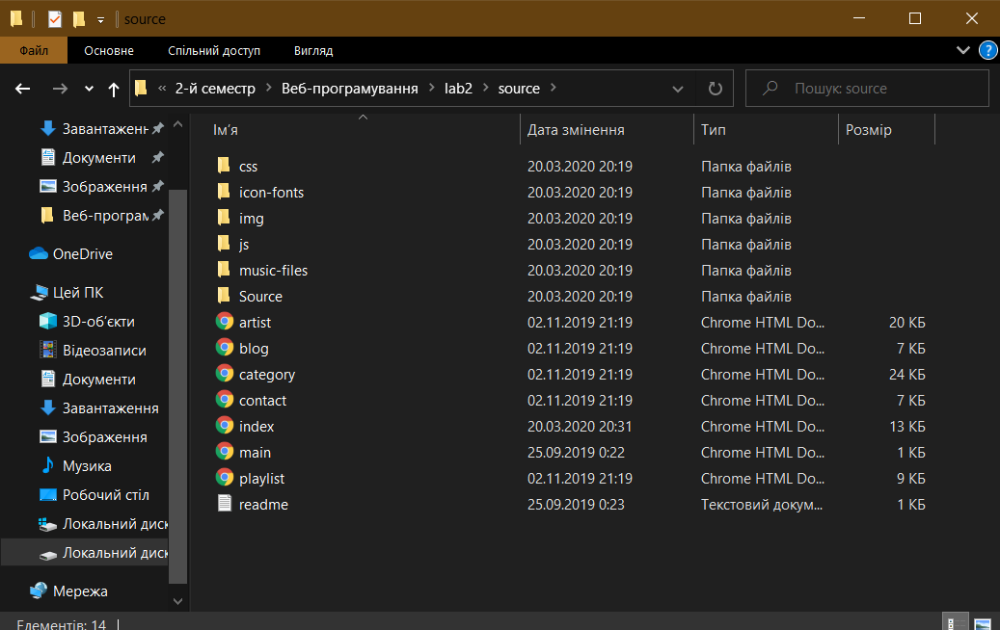 source
Файл Основне Спільний доступ Вигляд ?
« 2-й семестр > Веб-програмування > lab2 > source > Пошук: source
Завантаженн
Документи
Зображення
Веб-програм
OneDrive
Цей ПК
3D-об’єкти
Відеозаписи
Документи
Завантаження
Зображення
Музика
Робочий стіл
Локальний диск
Локальний диск
Мережа
Ім’я Дата змінення Тип Розмір
css 20.03.2020 20:19 Папка файлів
icon-fonts 20.03.2020 20:19 Папка файлів
img 20.03.2020 20:19 Папка файлів
js 20.03.2020 20:19 Папка файлів
music-files 20.03.2020 20:19 Папка файлів
Source 20.03.2020 20:19 Папка файлів
artist 02.11.2019 21:19 Chrome HTML Do... 20 КБ
blog 02.11.2019 21:19 Chrome HTML Do... 7 КБ
category 02.11.2019 21:19 Chrome HTML Do... 24 КБ
contact 02.11.2019 21:19 Chrome HTML Do... 7 КБ
index 20.03.2020 20:31 Chrome HTML Do... 13 КБ
main 25.09.2019 0:22 Chrome HTML Do... 1 КБ
playlist 02.11.2019 21:19 Chrome HTML Do... 9 КБ
readme 25.09.2019 0:23 Текстовий докум... 1 КБ
Елементів: 14